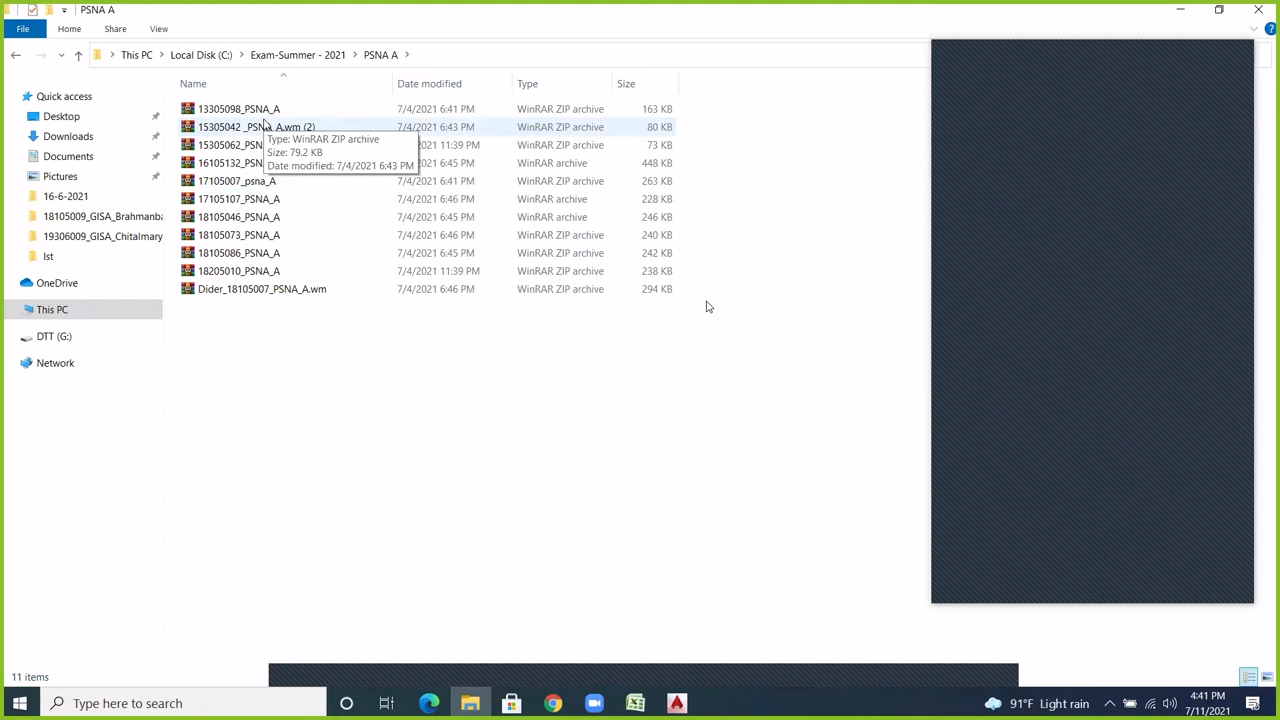 PSNA A
File Home Share View
This PC Local Disk (C:) Exam-Summer - 2021 PSNA A
Name Date modified Type Size
Quick access
Desktop
Downloads
Documents
Pictures
16-6-2021
18105009_GISA_Brahmanba
19306009_GISA_Chitalmary
Ist
OneDrive
This PC
DTT (G:)
Network
13305098_PSNA_A 7/4/2021 6:41 PM WinRAR ZIP archive 163 KB
15305042 _PSNA_A.wm (2) 7/4/2021 6:43 PM WinRAR ZIP archive 80 KB
15305062_PSN 11:39 PM WinRAR ZIP archive 73 KB
16105132_PSN 6:45 PM WinRAR archive 448 KB
17105007_psna_A 7/4/2021 6:41 PM WinRAR ZIP archive 263 KB
17105107_PSNA_A 7/4/2021 6:46 PM WinRAR archive 228 KB
18105046_PSNA_A 7/4/2021 6:45 PM WinRAR archive 246 KB
18105073_PSNA_A 7/4/2021 6:46 PM WinRAR ZIP archive 240 KB
18105086_PSNA_A 7/4/2021 6:45 PM WinRAR ZIP archive 242 KB
18205010_PSNA_A 7/4/2021 11:39 PM WinRAR ZIP archive 238 KB
Dider_18105007_PSNA_A.wm 7/4/2021 6:46 PM WinRAR ZIP archive 294 KB
Type: WinRAR ZIP archive
Size: 79.2 KB
Date modified: 7/4/2021 6:43 PM
11 items
Type here to search
91°F Light rain
4:41 PM
7/11/2021